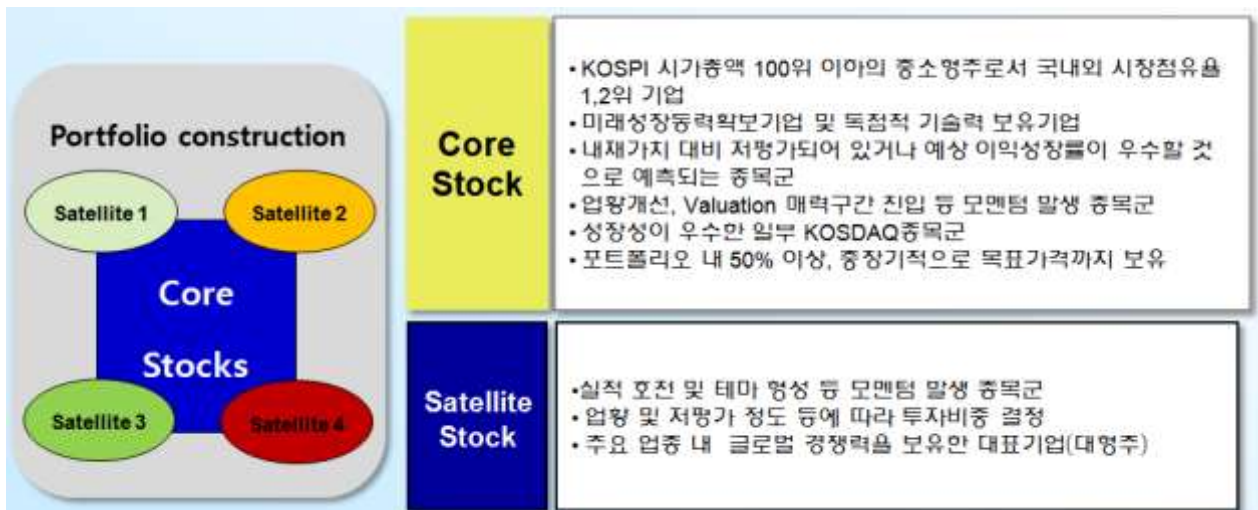 Portfolio construction
Satellite 1
Satellite 2
Core
Stocks
Satellite 3
Satellite 4
Core
Stock
•KOSPI 시가총액 100위 이하의 중소형주로서 국내외 시장점유율
1,2위 기업
•미래성장동력확보기업 및 독점적 기술력 보유기업
•내재가치 대비 저평가되어 있거나 예상 이익성장률이 우수할 것
으로 예측되는 종목군
•업황개선, Valuation 매력구간 진입 등 모멘텀 발생 종목군
•성장성이 우수한 일부 KOSDAQ종목군
•포트폴리오 내 50% 이상, 중장기적으로 목표가격까지 보유
Satellite
Stock
•실적 호전 및 테마 형성 등 모멘텀 발생 종목군
•업황 및 저평가 정도 등에 따라 투자비중 결정
•주요 업종 내 글로벌 경쟁력을 보유한 대표기업(대형주)